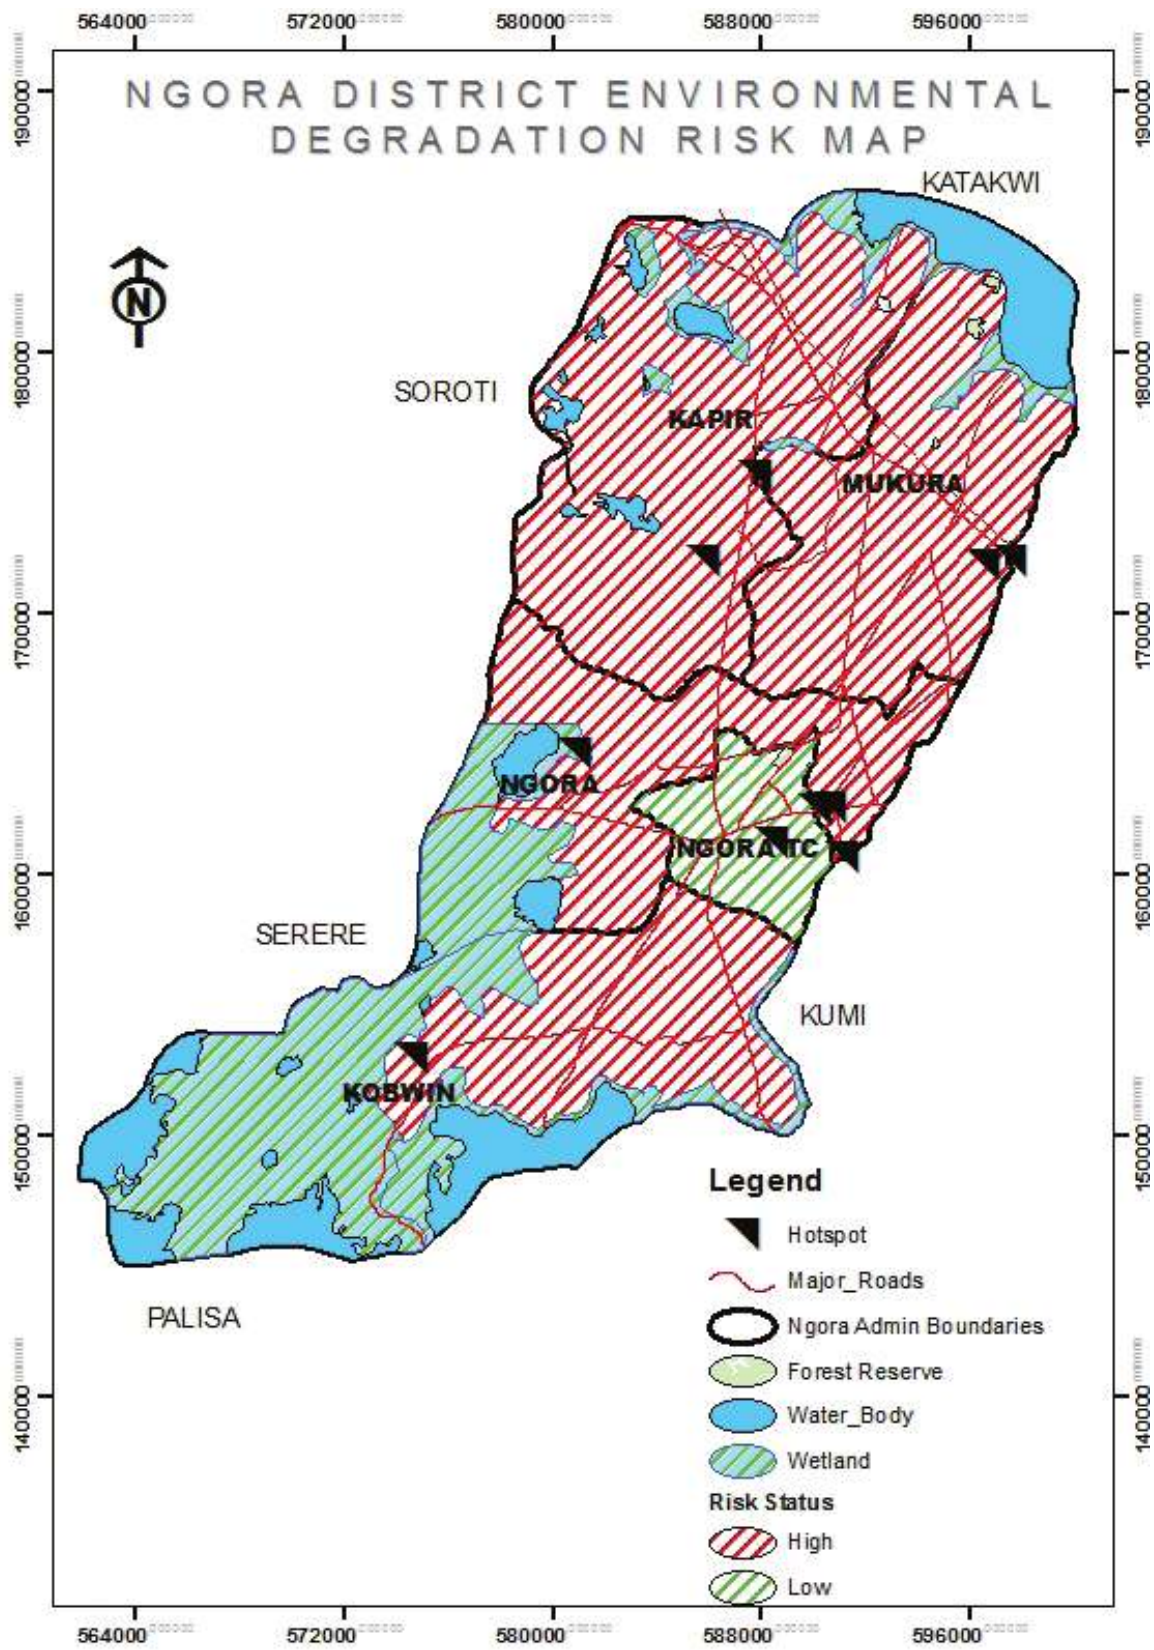 564000 572000 580000 588000 596000
NGORA DISTRICT ENVIRONMENTAL
DEGRADATION RISK MAP
190000 190000
KATAKWI
N
180000 180000
SOROTI
KAPIR
MUKURA
170000 170000
NGORA
NGORA TC
160000 160000
SERERE
KUMI
KOBWIN
150000 150000
Legend
Hotspot
Major_Roads
PALISA
Ngora Admin Boundaries
Forest Reserve
140000 140000
Water_Body
Wetland
Risk Status
High
Low
564000 572000 580000 588000 596000